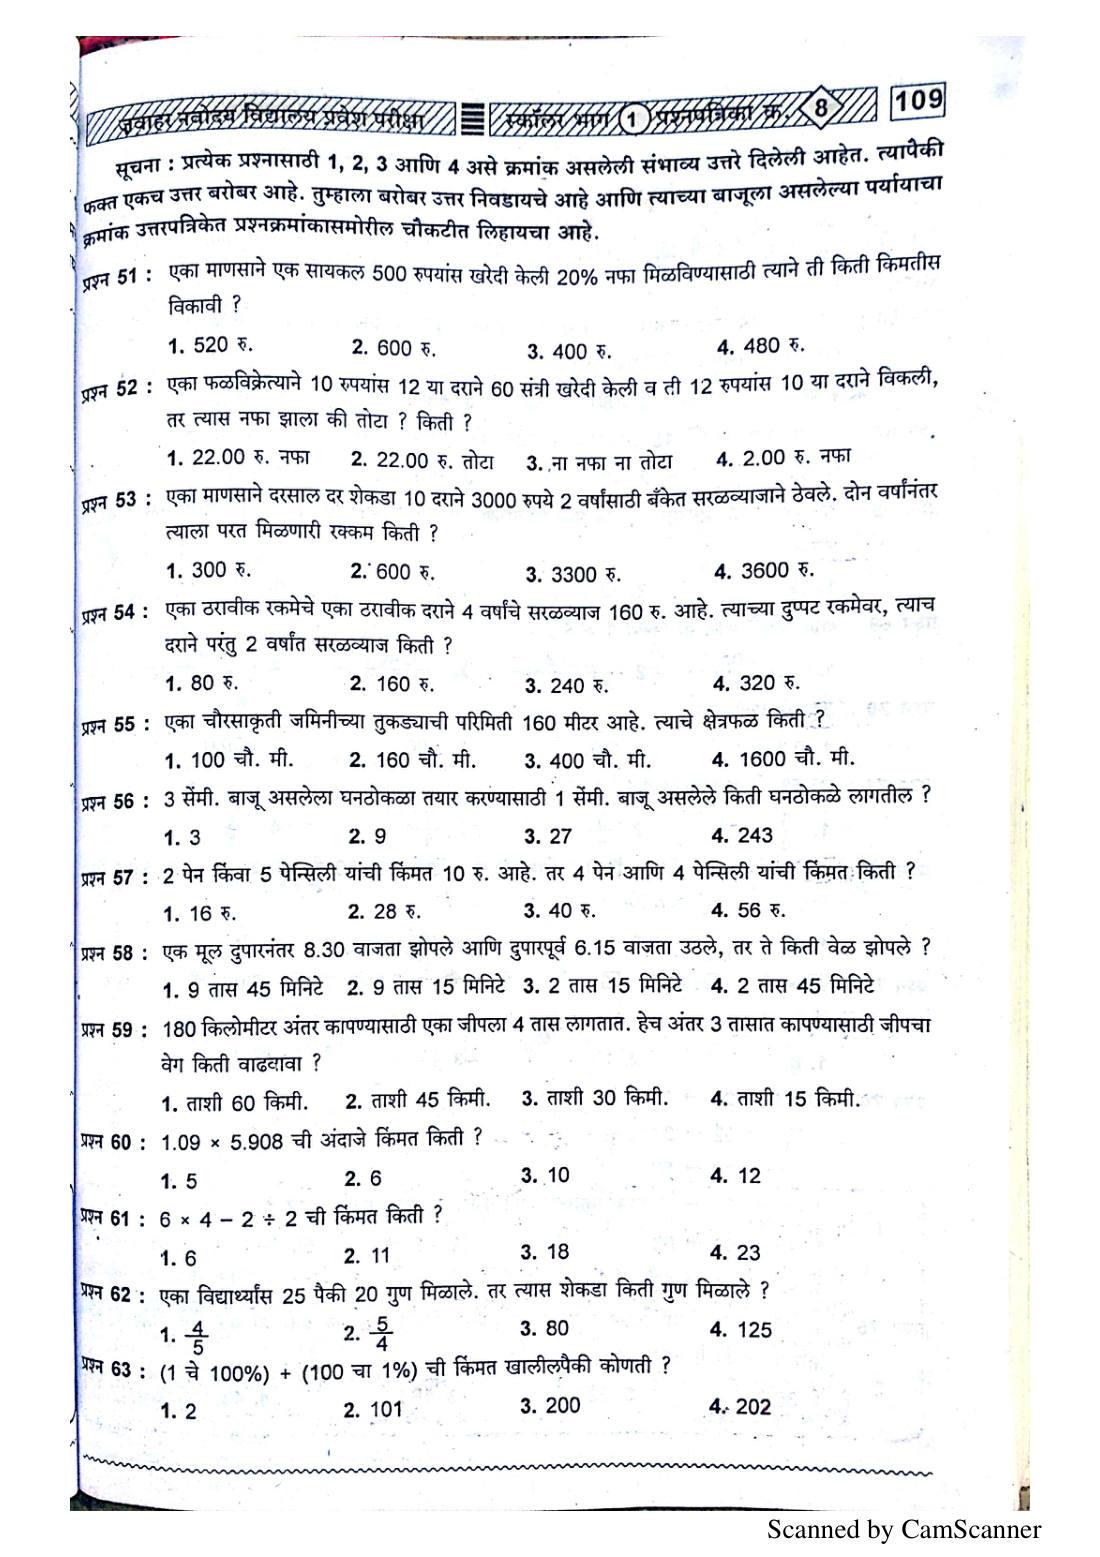 जवाहर नवोदय विद्यालय प्रवेश परीक्षा स्कॉलर भाग 1 प्रश्नपत्रिका क्र. 8 109
सूचना : प्रत्येक प्रश्नासाठी 1, 2, 3 आणि 4 असे क्रमांक असलेली संभाव्य उत्तरे दिलेली आहेत. त्यापैकी
फक्त एकच उत्तर बरोबर आहे. तुम्हाला बरोबर उत्तर निवडायचे आहे आणि त्याच्या बाजूला असलेल्या पर्यायाचा
क्रमांक उत्तरपत्रिकेत प्रश्नक्रमांकासमोरील चौकटीत लिहायचा आहे.
प्रश्न 51 : एका माणसाने एक सायकल 500 रुपयांस खरेदी केली 20% नफा मिळविण्यासाठी त्याने ती किती किमतीस
विकावी ?
1. 520 रु. 2. 600 रु. 3. 400 रु. 4. 480 रु.
प्रश्न 52 : एका फळविक्रेत्याने 10 रुपयांस 12 या दराने 60 संत्री खरेदी केली व ती 12 रुपयांस 10 या दराने विकली,
तर त्यास नफा झाला की तोटा ? किती ?
1. 22.00 रु. नफा 2. 22.00 रु. तोटा 3. ना नफा ना तोटा 4. 2.00 रु. नफा
प्रश्न 53 : एका माणसाने दरसाल दर शेकडा 10 दराने 3000 रुपये 2 वर्षांसाठी बँकेत सरळव्याजाने ठेवले. दोन वर्षांनंतर
त्याला परत मिळणारी रक्कम किती ?
1. 300 रु. 2. 600 रु. 3. 3300 रु. 4. 3600 रु.
प्रश्न 54 : एका ठरावीक रकमेचे एका ठरावीक दराने 4 वर्षांचे सरळव्याज 160 रु. आहे. त्याच्या दुप्पट रकमेवर, त्याच
दराने परंतु 2 वर्षांत सरळव्याज किती ?
1. 80 रु. 2. 160 रु. 3. 240 रु. 4. 320 रु.
प्रश्न 55 : एका चौरसाकृती जमिनीच्या तुकड्याची परिमिती 160 मीटर आहे. त्याचे क्षेत्रफळ किती ?
1. 100 चौ. मी. 2. 160 चौ. मी. 3. 400 चौ. मी. 4. 1600 चौ. मी.
प्रश्न 56 : 3 सेंमी. बाजू असलेला घनठोकळा तयार करण्यासाठी 1 सेंमी. बाजू असलेले किती घनठोकळे लागतील ?
1. 3 2. 9 3. 27 4. 243
प्रश्न 57 : 2 पेन किंवा 5 पेन्सिली यांची किंमत 10 रु. आहे. तर 4 पेन आणि 4 पेन्सिली यांची किंमत किती ?
1. 16 रु. 2. 28 रु. 3. 40 रु. 4. 56 रु.
प्रश्न 58 : एक मूल दुपारनंतर 8.30 वाजता झोपले आणि दुपारपूर्व 6.15 वाजता उठले, तर ते किती वेळ झोपले ?
1. 9 तास 45 मिनिटे 2. 9 तास 15 मिनिटे 3. 2 तास 15 मिनिटे 4. 2 तास 45 मिनिटे
प्रश्न 59 : 180 किलोमीटर अंतर कापण्यासाठी एका जीपला 4 तास लागतात. हेच अंतर 3 तासात कापण्यासाठी जीपचा
वेग किती वाढवावा ?
1. ताशी 60 किमी. 2. ताशी 45 किमी. 3. ताशी 30 किमी. 4. ताशी 15 किमी.
प्रश्न 60 : 1.09 × 5.908 ची अंदाजे किंमत किती ?
1. 5 2. 6 3. 10 4. 12
प्रश्न 61 : 6 × 4 – 2 ÷ 2 ची किंमत किती ?
1. 6 2. 11 3. 18 4. 23
प्रश्न 62 : एका विद्यार्थ्यास 25 पैकी 20 गुण मिळाले. तर त्यास शेकडा किती गुण मिळाले ?
1. 4/5 2. 5/4 3. 80 4. 125
प्रश्न 63 : (1 चे 100%) + (100 चा 1%) ची किंमत खालीलपैकी कोणती ?
1. 2 2. 101 3. 200 4. 202
Scanned by CamScanner